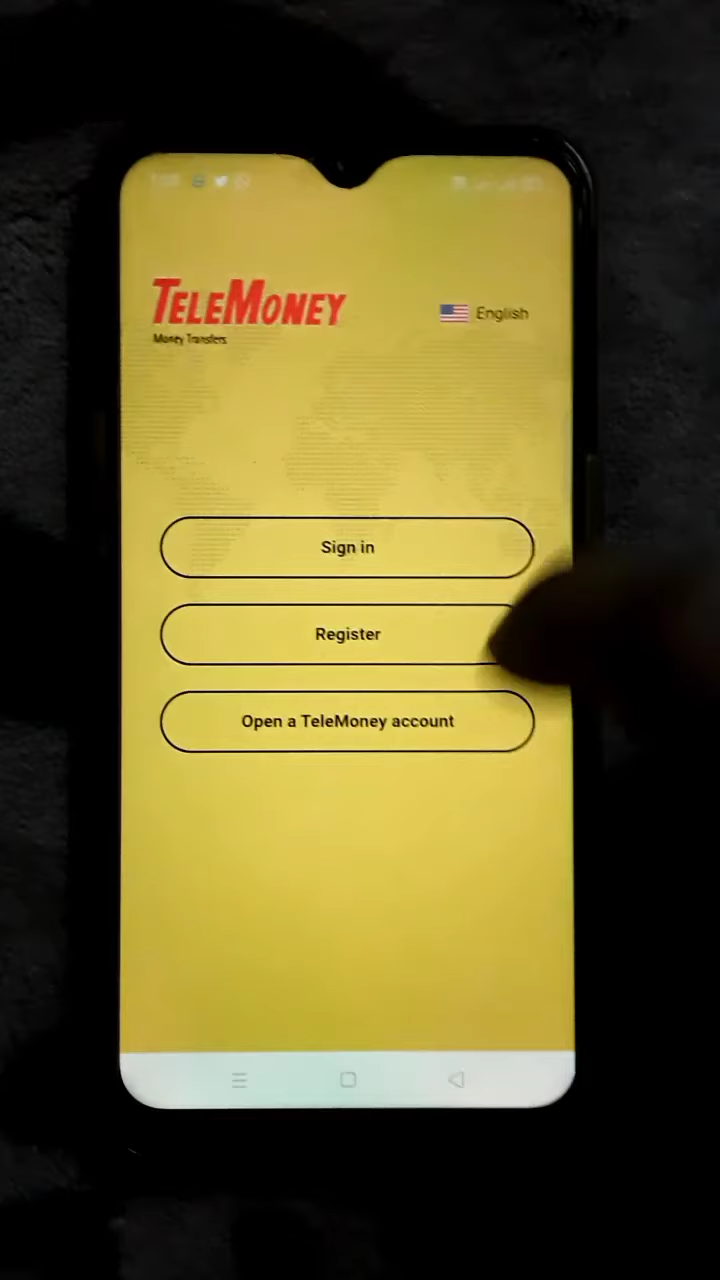 TELEMONEY
Money Transfers
English
Sign in
Register
Open a TeleMoney account